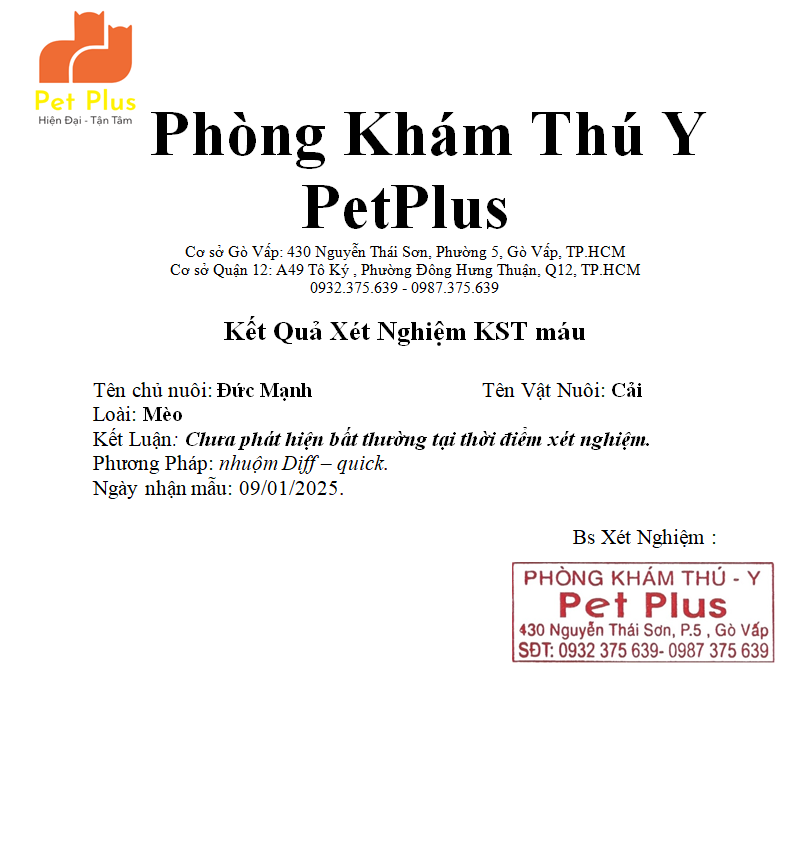 Pet Plus
Hiện Đại - Tận Tâm
Phòng Khám Thú Y
PetPlus
Cơ sở Gò Vấp: 430 Nguyễn Thái Sơn, Phường 5, Gò Vấp, TP.HCM
Cơ sở Quận 12: A49 Tô Ký , Phường Đông Hưng Thuận, Q12, TP.HCM
0932.375.639 - 0987.375.639
Kết Quả Xét Nghiệm KST máu
Tên chủ nuôi: Đức Mạnh Tên Vật Nuôi: Cải
Loài: Mèo
Kết Luận: Chưa phát hiện bất thường tại thời điểm xét nghiệm.
Phương Pháp: nhuộm Diff – quick.
Ngày nhận mẫu: 09/01/2025.
Bs Xét Nghiệm :
PHÒNG KHÁM THÚ - Y
Pet Plus
430 Nguyễn Thái Sơn, P.5 , Gò Vấp
SĐT: 0932 375 639- 0987 375 639